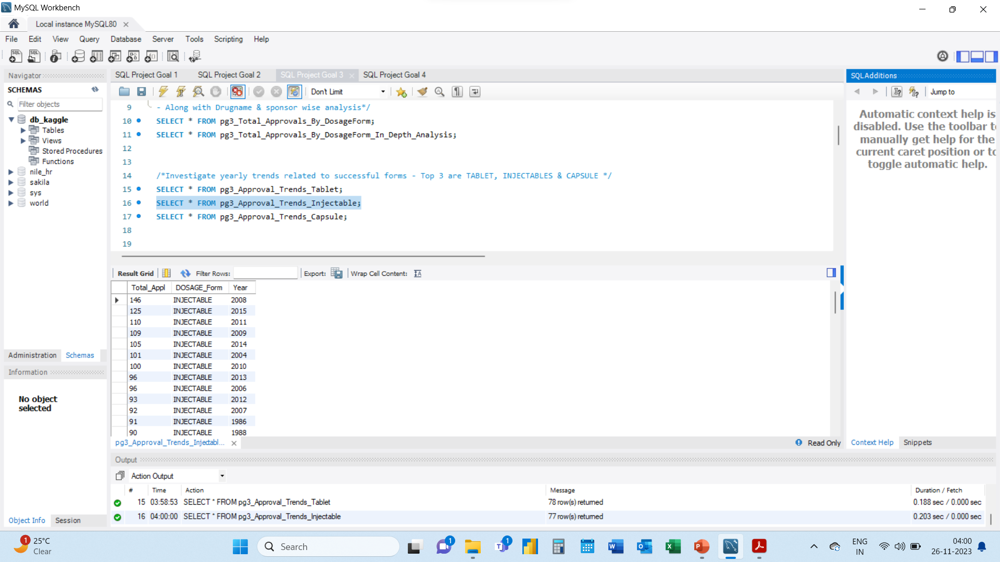 MySQL Workbench
Local instance MySQL80
File Edit View Query Database Server Tools Scripting Help
Navigator
SCHEMAS
Filter objects
db_kaggle
Tables
Views
Stored Procedures
Functions
nile_hr
sakila
sys
world
Administration Schemas
Information
No object
selected
Object Info Session
SQL Project Goal 1 SQL Project Goal 2 SQL Project Goal 3 SQL Project Goal 4
Don't Limit
9 - Along with Drugname & sponsor wise analysis*/
10 SELECT * FROM pg3_Total_Approvals_By_DosageForm;
11 SELECT * FROM pg3_Total_Approvals_By_DosageForm_In_Depth_Analysis;
12
13
14 /*Investigate yearly trends related to successful forms - Top 3 are TABLET, INJECTABLES & CAPSULE */
15 SELECT * FROM pg3_Approval_Trends_Tablet;
16 SELECT * FROM pg3_Approval_Trends_Injectable;
17 SELECT * FROM pg3_Approval_Trends_Capsule;
18
19
Result Grid Filter Rows: Export: Wrap Cell Content:
Total_Appl DOSAGE_Form Year
146 INJECTABLE 2008
125 INJECTABLE 2015
110 INJECTABLE 2011
109 INJECTABLE 2009
105 INJECTABLE 2014
101 INJECTABLE 2004
100 INJECTABLE 2010
96 INJECTABLE 2013
96 INJECTABLE 2006
93 INJECTABLE 2012
92 INJECTABLE 2007
91 INJECTABLE 1986
90 INJECTABLE 1988
pg3_Approval_Trends_Injectabl... Read Only
Output
Action Output
# Time Action Message Duration / Fetch
15 03:58:53 SELECT * FROM pg3_Approval_Trends_Tablet 78 row(s) returned 0.188 sec / 0.000 sec
16 04:00:00 SELECT * FROM pg3_Approval_Trends_Injectable 77 row(s) returned 0.203 sec / 0.000 sec
SQLAdditions
Jump to
Automatic context help is
disabled. Use the toolbar t
manually get help for the
current caret position or to
toggle automatic help.
Context Help Snippets
1 25°C
Clear
Search
1
1
ENG
IN
04:00
26-11-2023